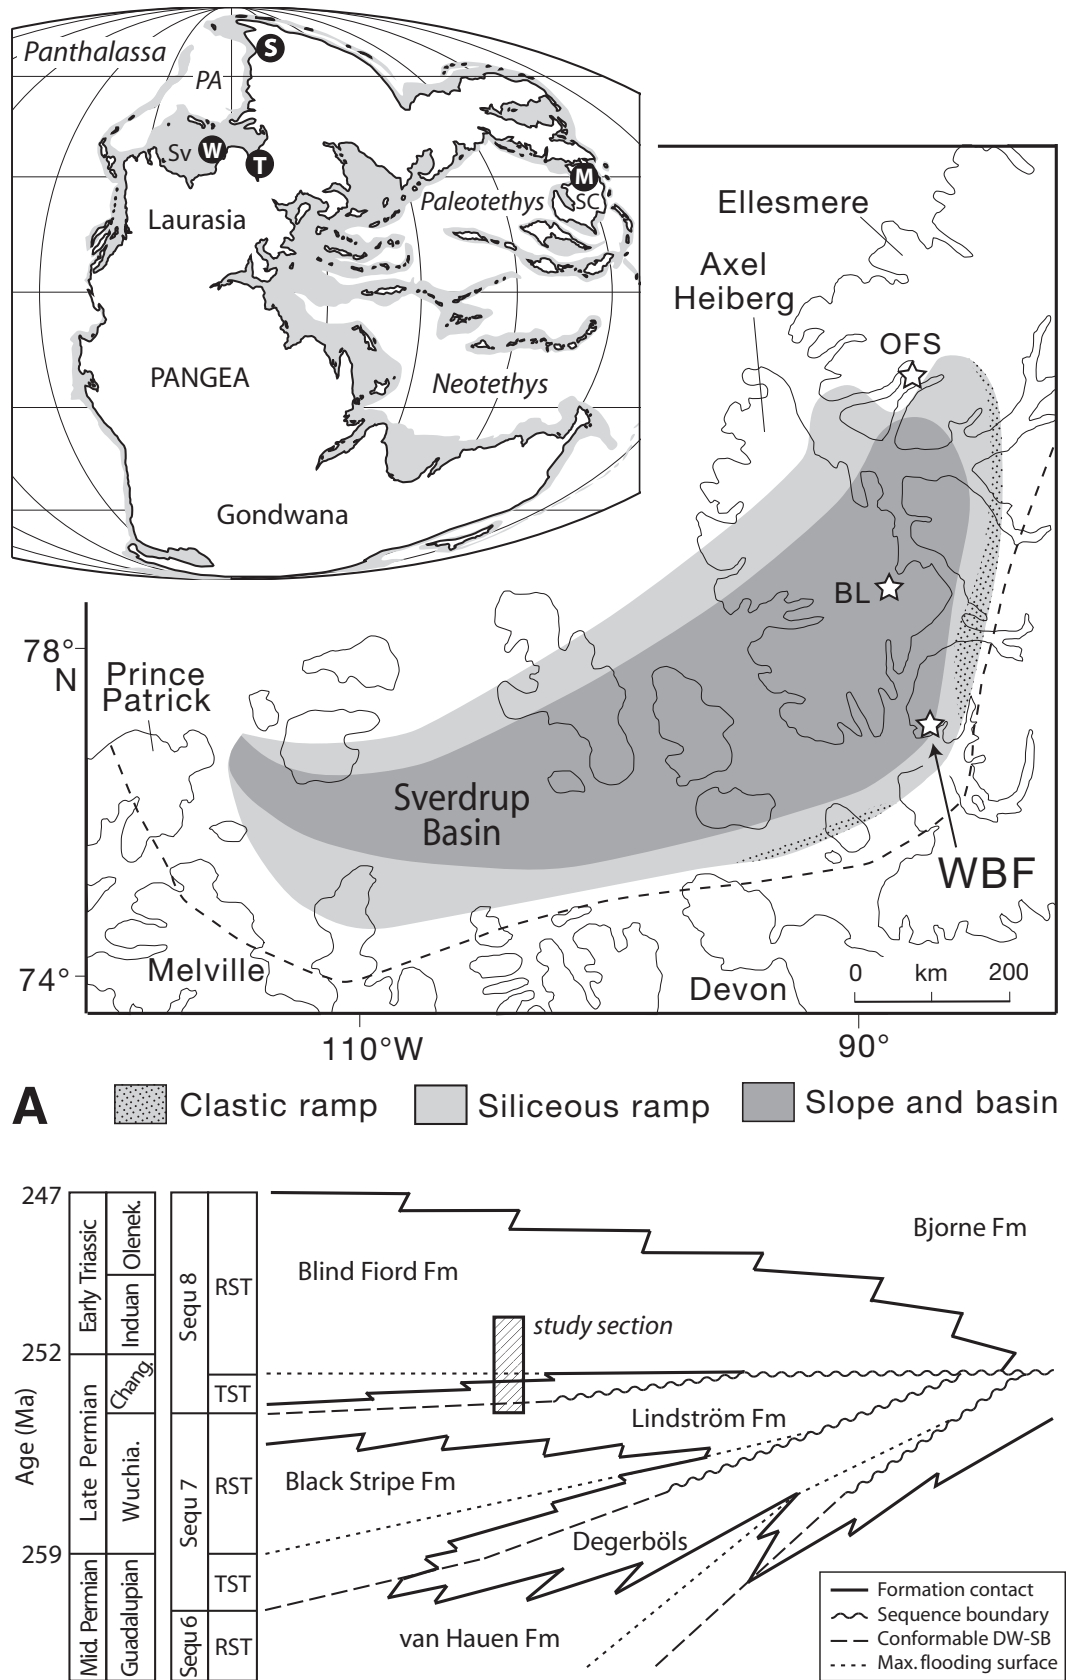 Panthalassa
S
PA
Sv
W
T
M
SC
Paleotethys
Laurasia
PANGEA
Neotethys
Gondwana
Ellesmere
Axel
Heiberg
OFS
BL
78°
N
Prince
Patrick
Sverdrup
Basin
WBF
74°
Melville
Devon
0 km 200
110°W
90°
A
Clastic ramp
Siliceous ramp
Slope and basin
247
252
259
Age (Ma)
Early Triassic
Late Permian
Mid. Permian
Olenek.
Induan
Chang.
Wuchia.
Guadalupian
Sequ 8
Sequ 7
Sequ 6
RST
TST
RST
TST
RST
Bjorne Fm
Blind Fiord Fm
study section
Lindström Fm
Black Stripe Fm
Degerböls
van Hauen Fm
Formation contact
Sequence boundary
Conformable DW-SB
Max. flooding surface